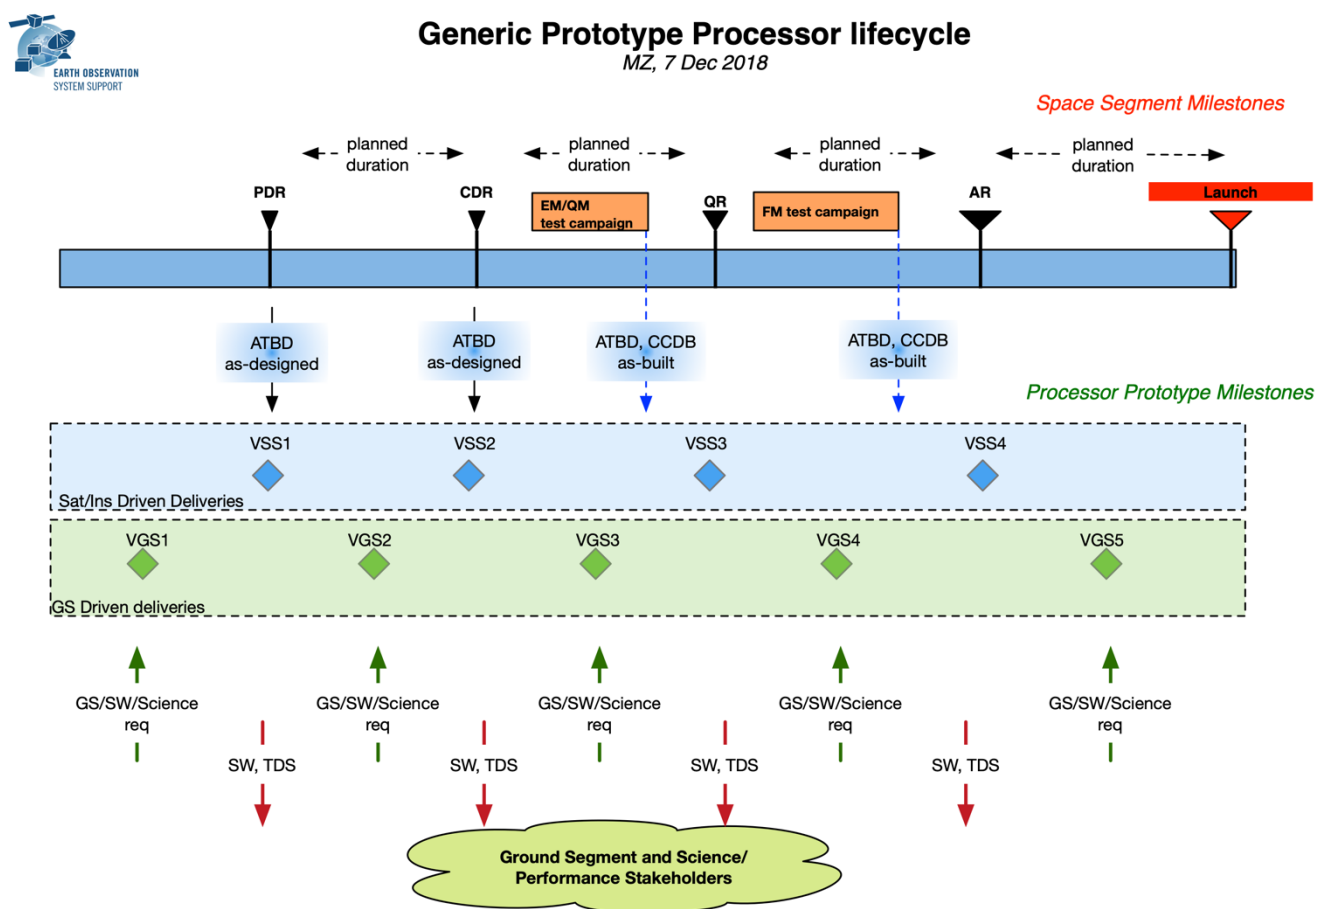 EARTH OBSERVATION
SYSTEM SUPPORT
Generic Prototype Processor lifecycle
MZ, 7 Dec 2018
Space Segment Milestones
planned
duration
planned
duration
planned
duration
planned
duration
PDR
CDR
EM/QM
test campaign
QR
FM test campaign
AR
Launch
ATBD
as-designed
ATBD
as-designed
ATBD, CCDB
as-built
ATBD, CCDB
as-built
Processor Prototype Milestones
VSS1
VSS2
VSS3
VSS4
Sat/Ins Driven Deliveries
VGS1
VGS2
VGS3
VGS4
VGS5
GS Driven deliveries
GS/SW/Science
req
GS/SW/Science
req
GS/SW/Science
req
GS/SW/Science
req
GS/SW/Science
req
SW, TDS
SW, TDS
SW, TDS
SW, TDS
Ground Segment and Science/
Performance Stakeholders